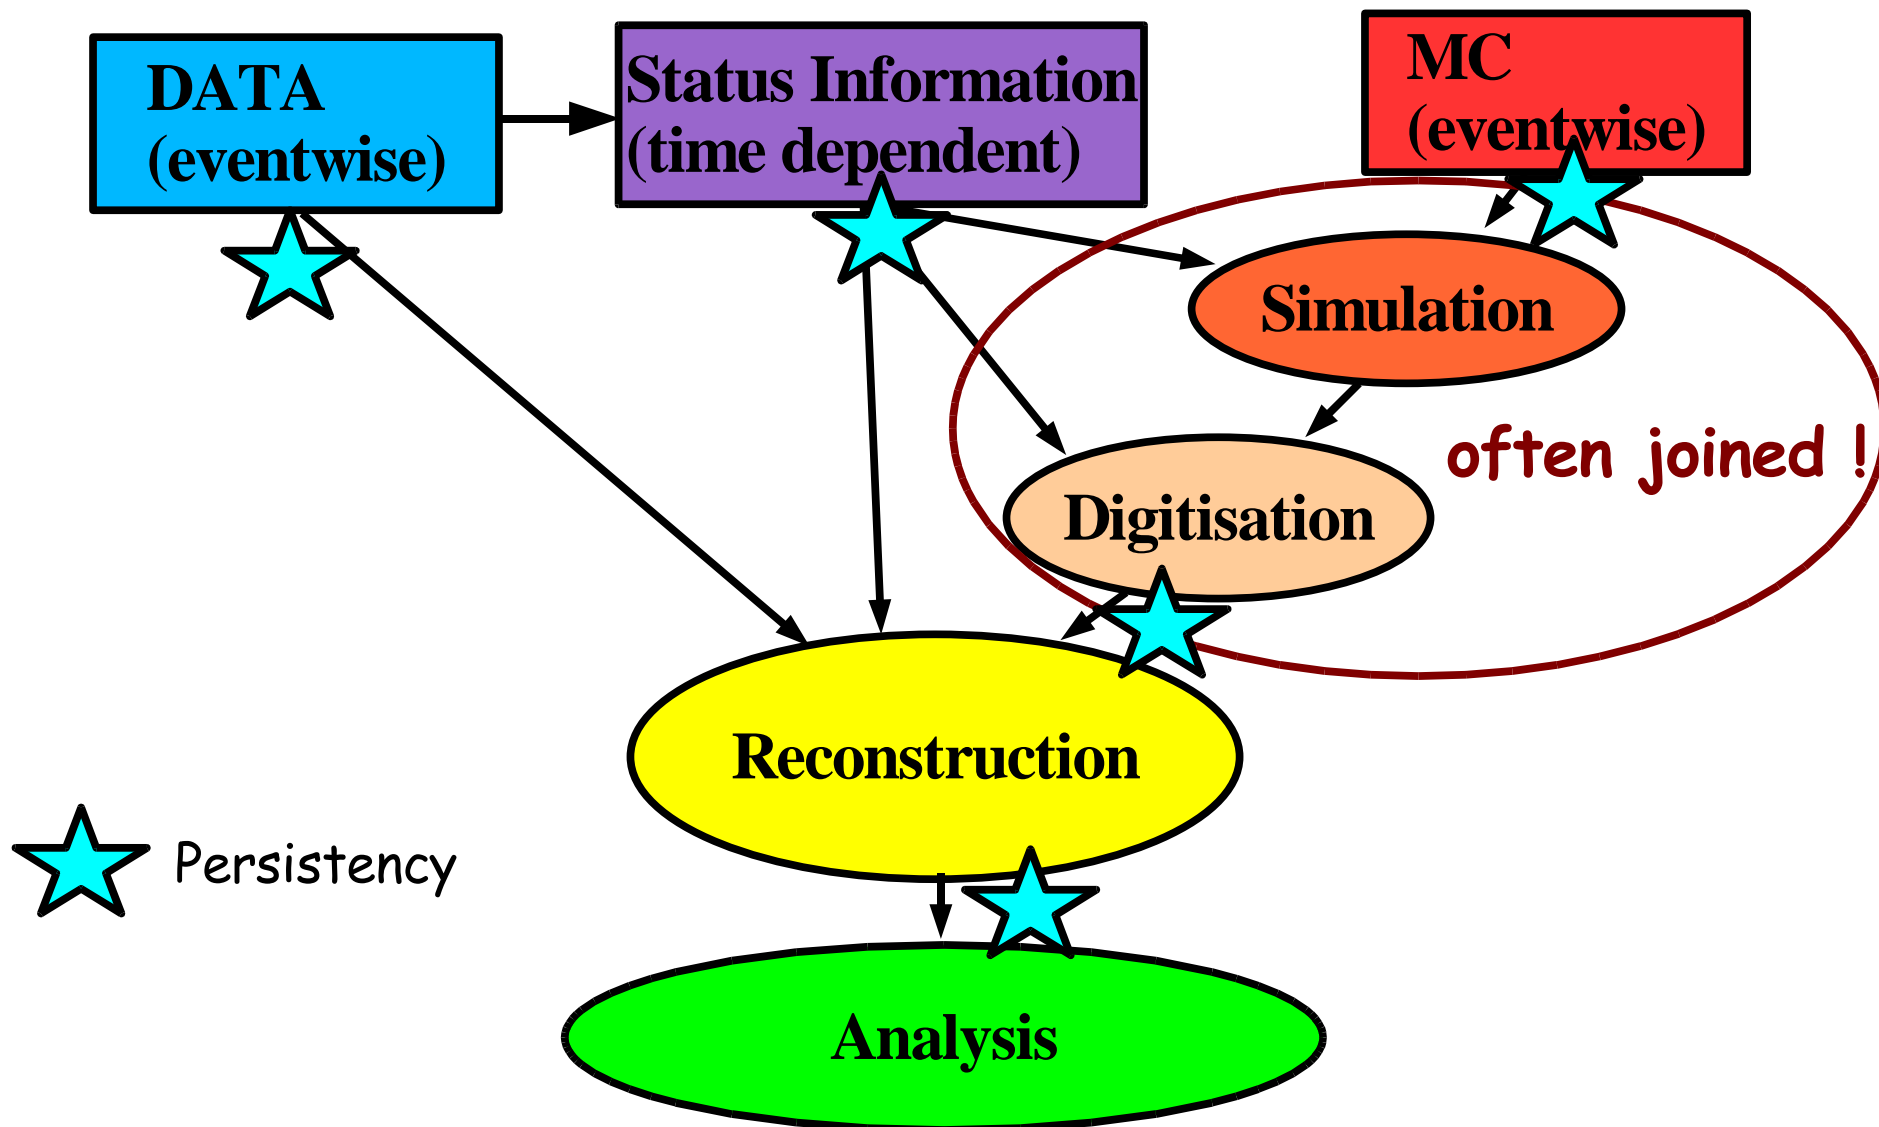 DATA
(eventwise)
Status Information
(time dependent)
MC
(eventwise)
Simulation
often joined !
Digitisation
Reconstruction
Persistency
Analysis